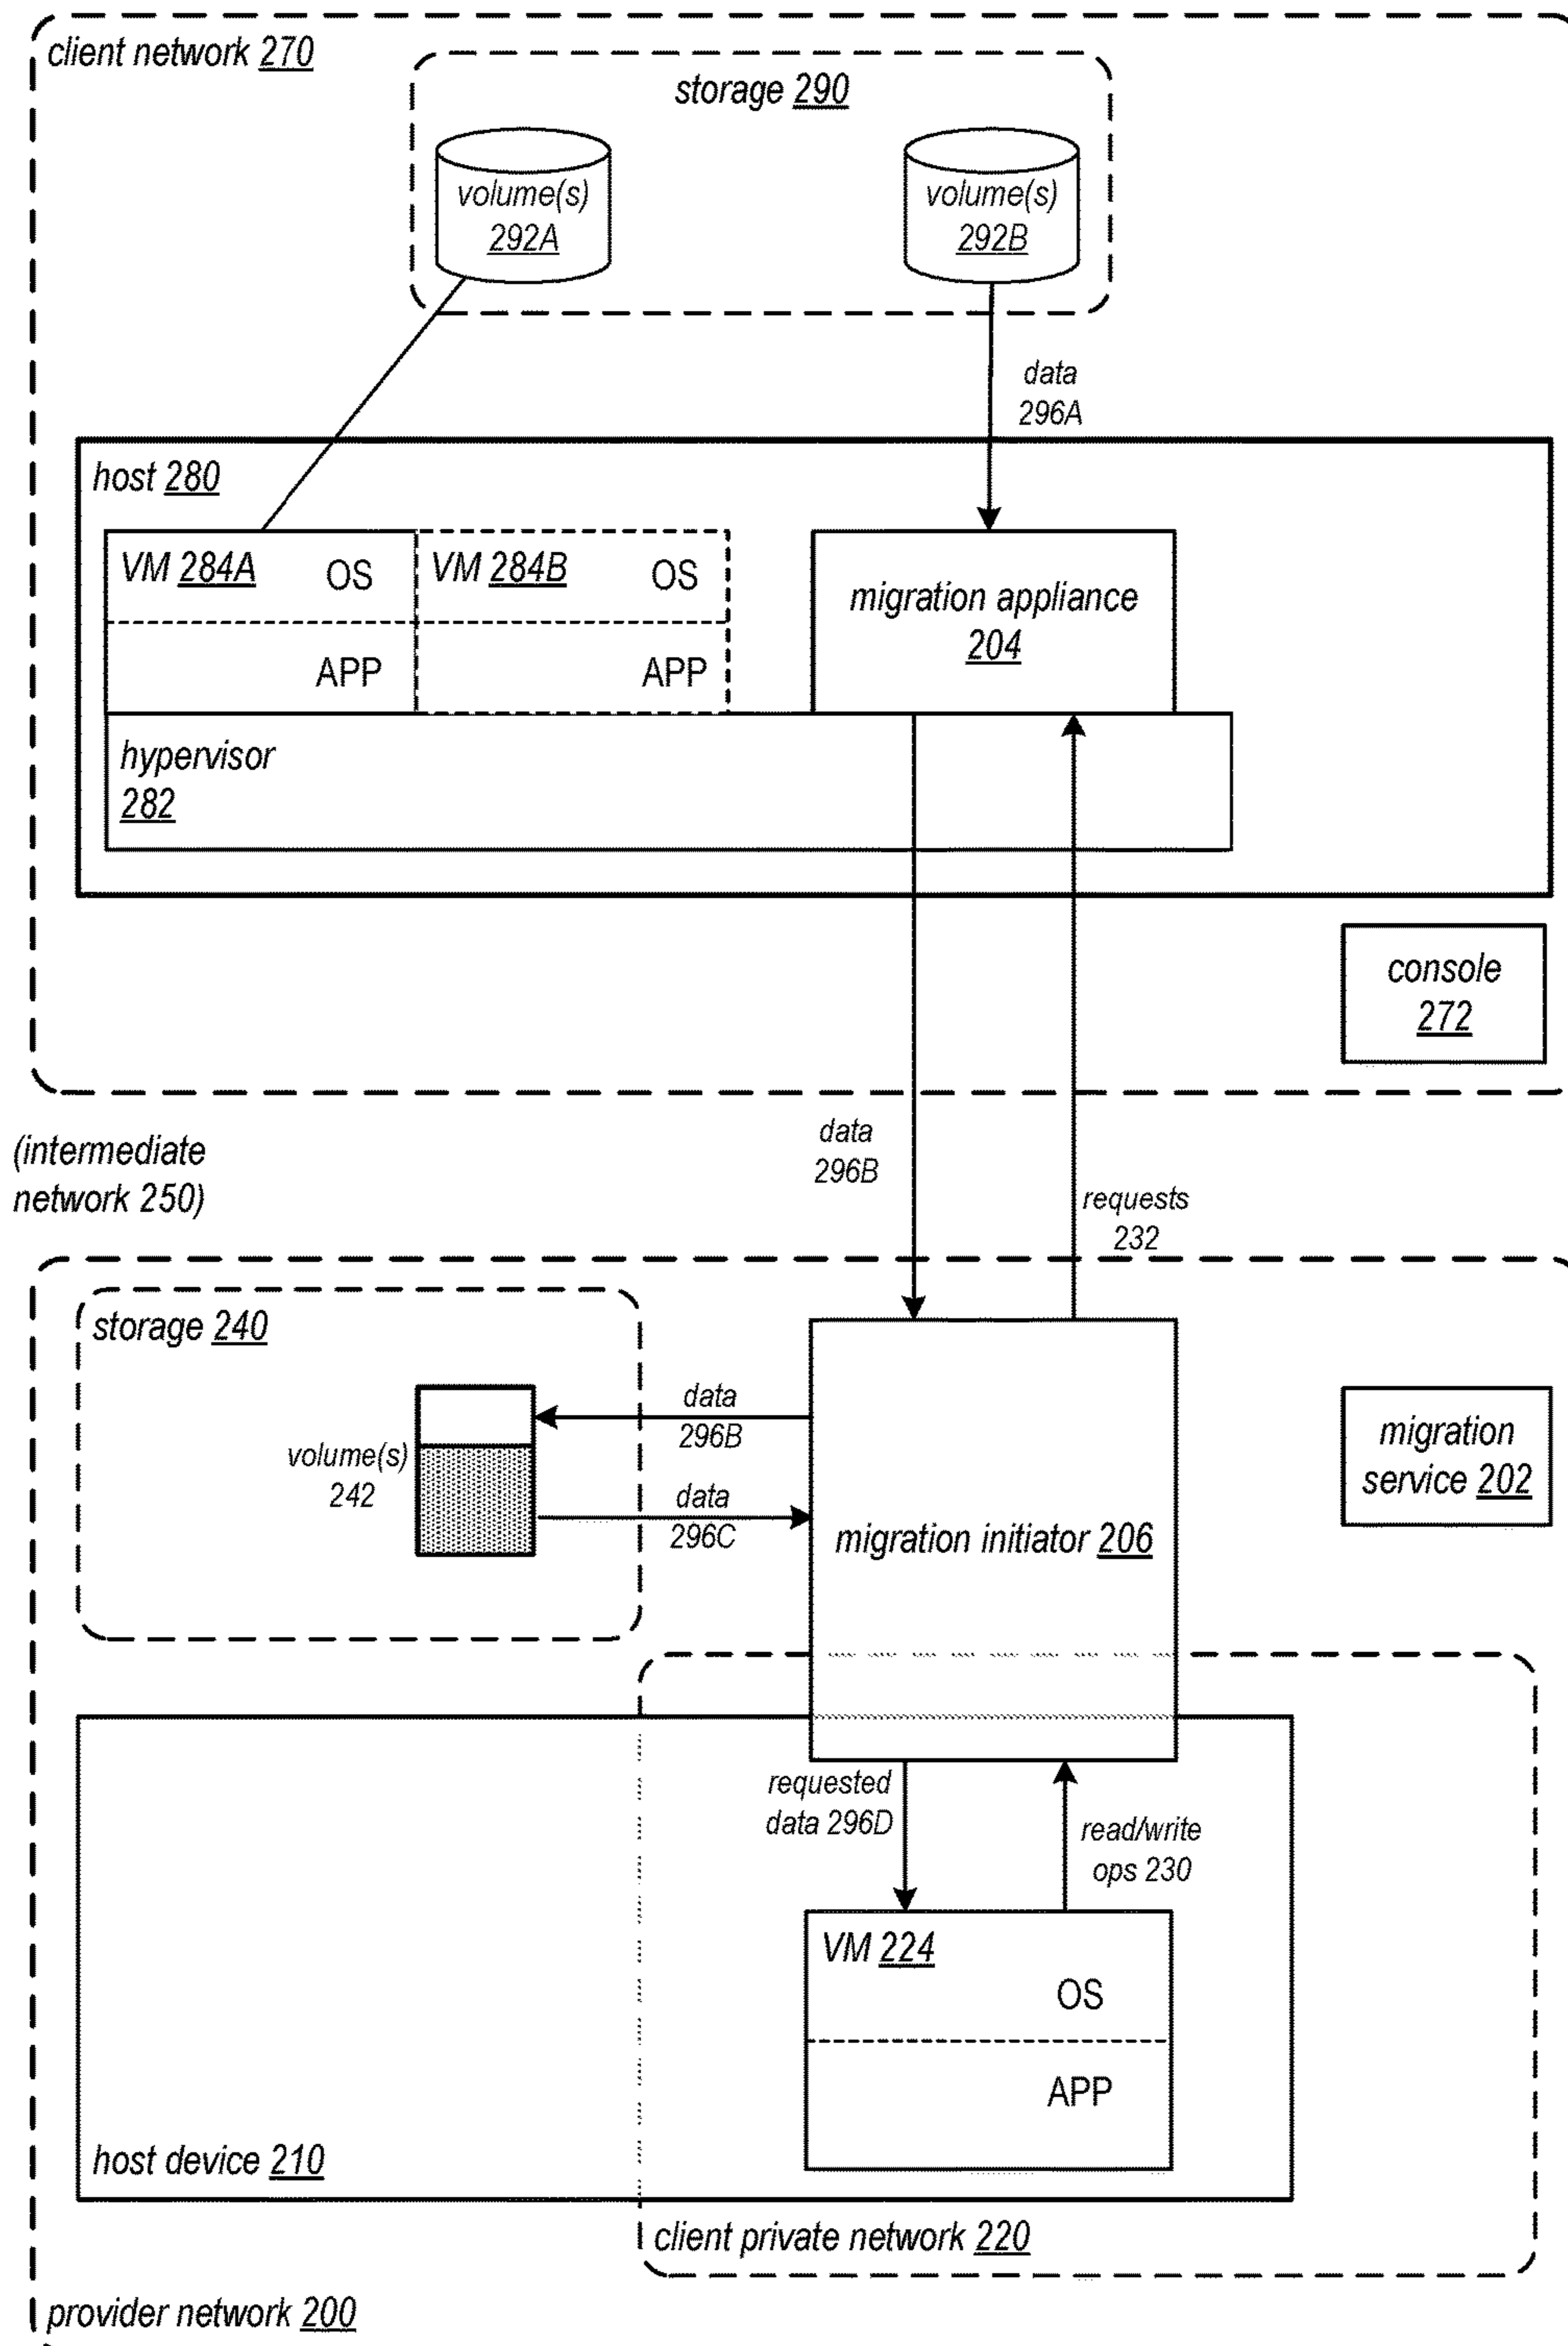 client network 270
storage 290
volume(s)
292A
volume(s)
292B
data
296A
host 280
VM 284A
OS
VM 284B
OS
APP
APP
migration appliance
204
hypervisor
282
console
272
(intermediate
network 250)
data
296B
requests
232
storage 240
data
296B
volume(s)
242
data
296C
migration
service 202
migration initiator 206
requested
data 296D
read/write
ops 230
VM 224
OS
APP
host device 210
client private network 220
provider network 200